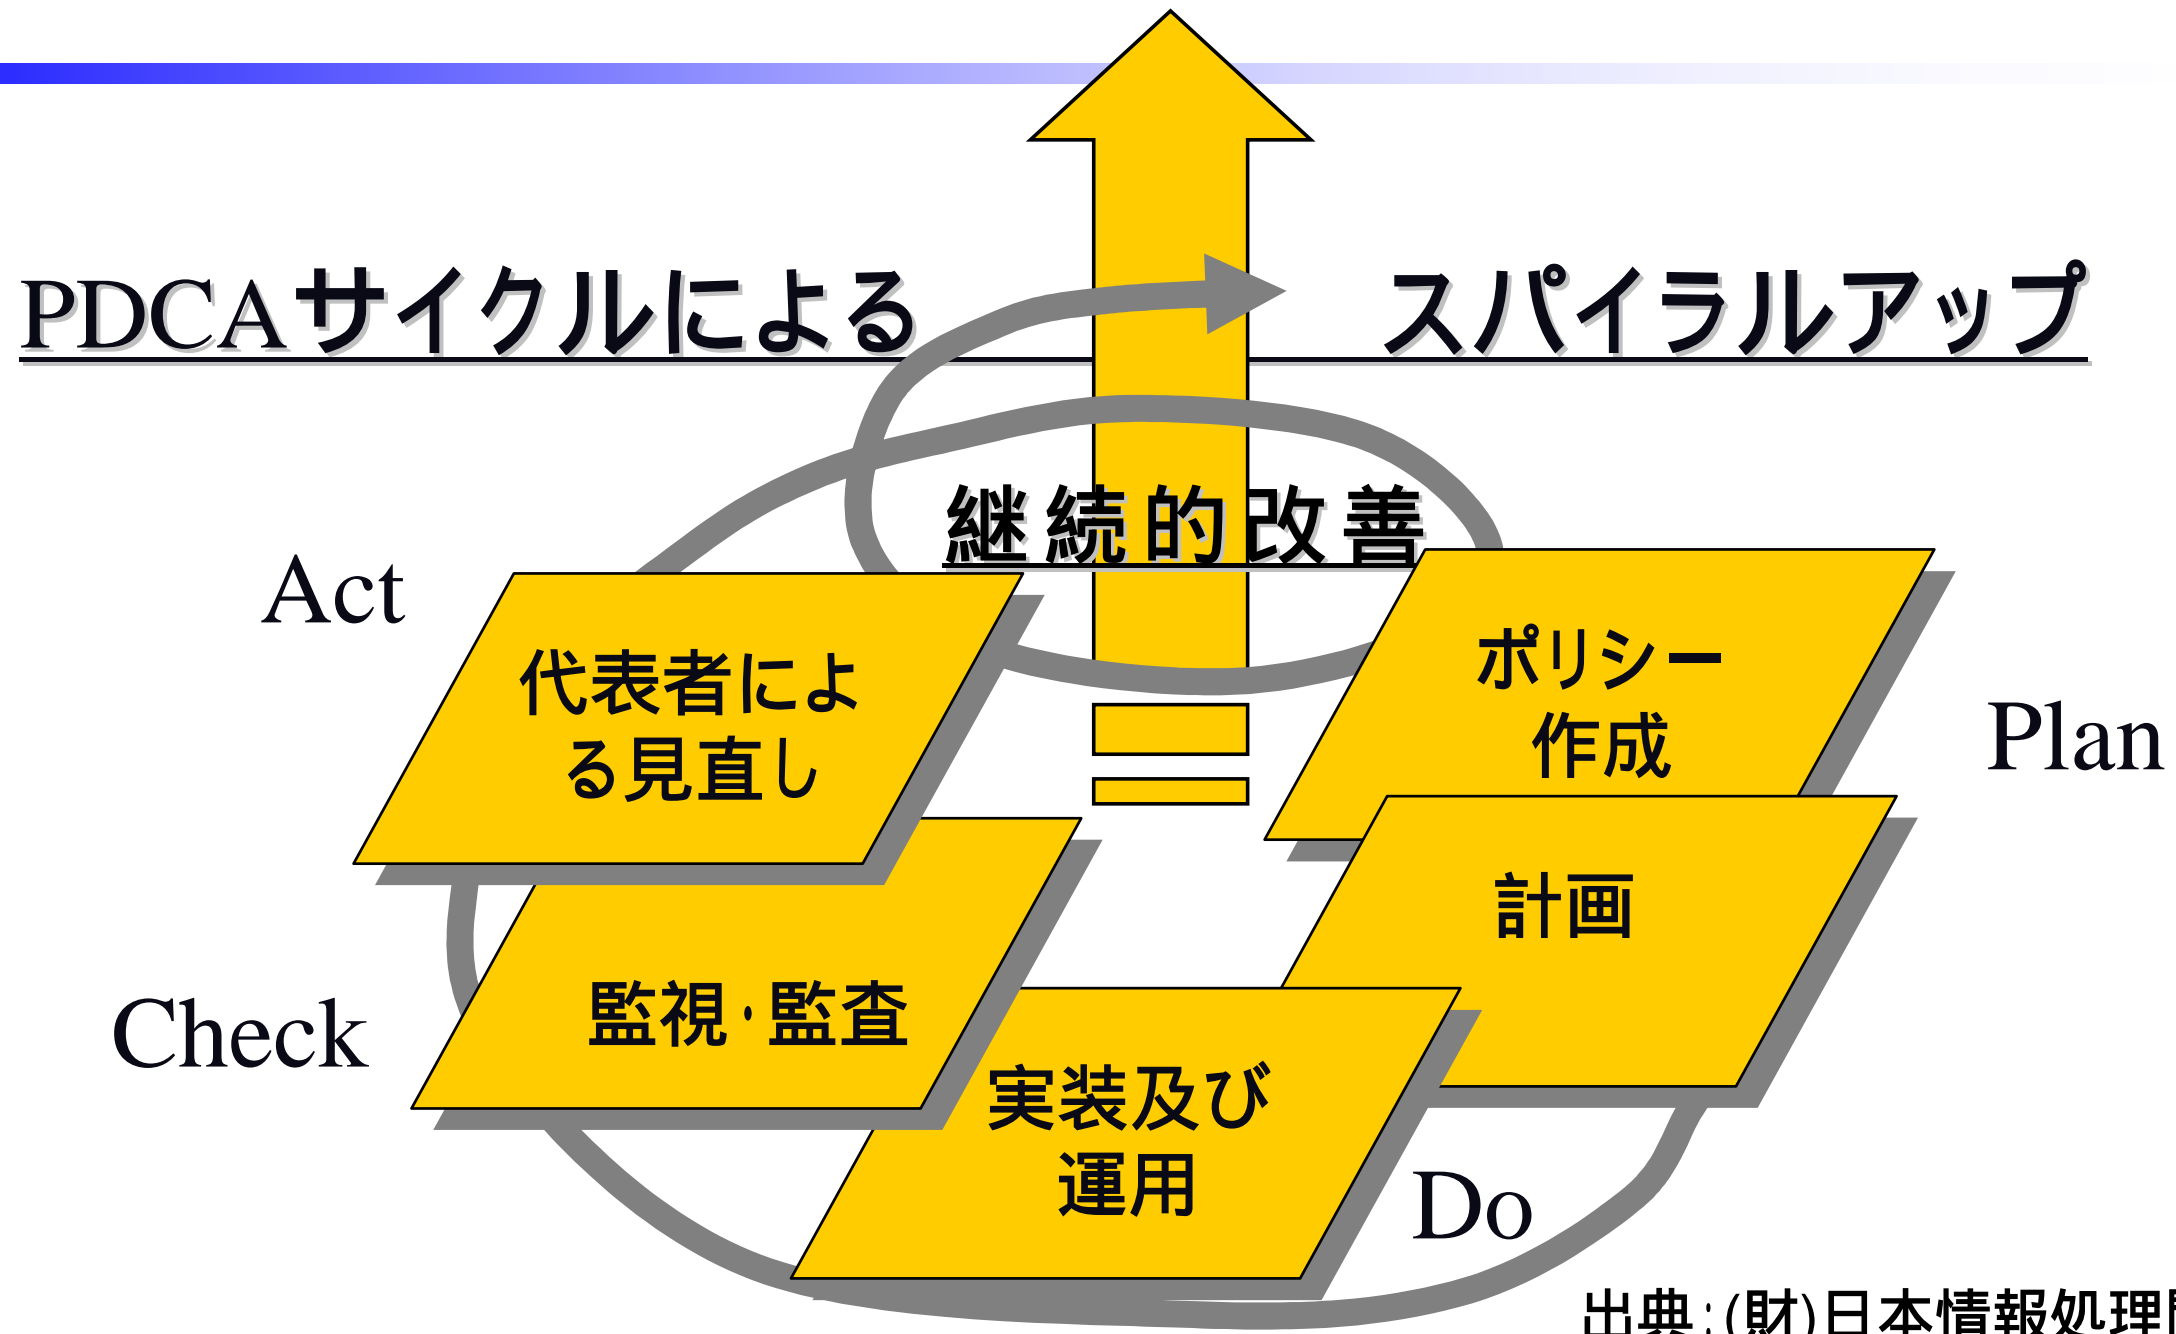 PDCAサイクルによる スパイラルアップ
継続的改善
Act
代表者によ
る見直し
ポリシー
作成
Plan
計画
Check
監視・監査
実装及び
運用
Do
出典:(財)日本情報処理